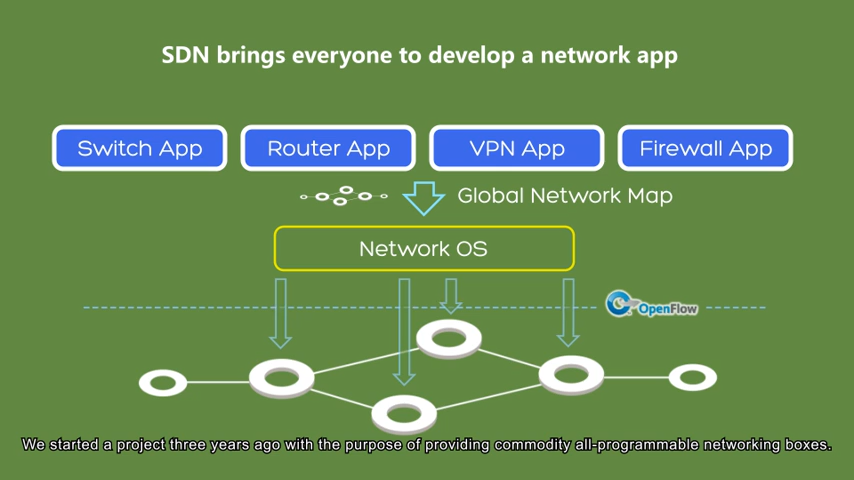 SDN brings everyone to develop a network app
Switch App
Router App
VPN App
Firewall App
Global Network Map
Network OS
OpenFlow
We started a project three years ago with the purpose of providing commodity all-programmable networking boxes.